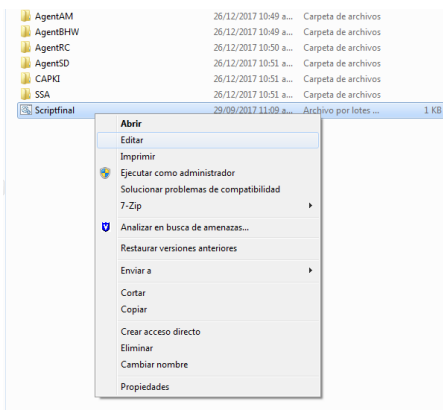 AgentAM 26/12/2017 10:49 a... Carpeta de archivos
AgentBHW 26/12/2017 10:49 a... Carpeta de archivos
AgentRC 26/12/2017 10:50 a... Carpeta de archivos
AgentSD 26/12/2017 10:51 a... Carpeta de archivos
CAPKI 26/12/2017 10:51 a... Carpeta de archivos
SSA 26/12/2017 10:51 a... Carpeta de archivos
Scriptfinal 29/09/2017 11:09 a... Archivo por lotes ... 1 KB
Abrir
Editar
Imprimir
Ejecutar como administrador
Solucionar problemas de compatibilidad
7-Zip
Analizar en busca de amenazas...
Restaurar versiones anteriores
Enviar a
Cortar
Copiar
Crear acceso directo
Eliminar
Cambiar nombre
Propiedades